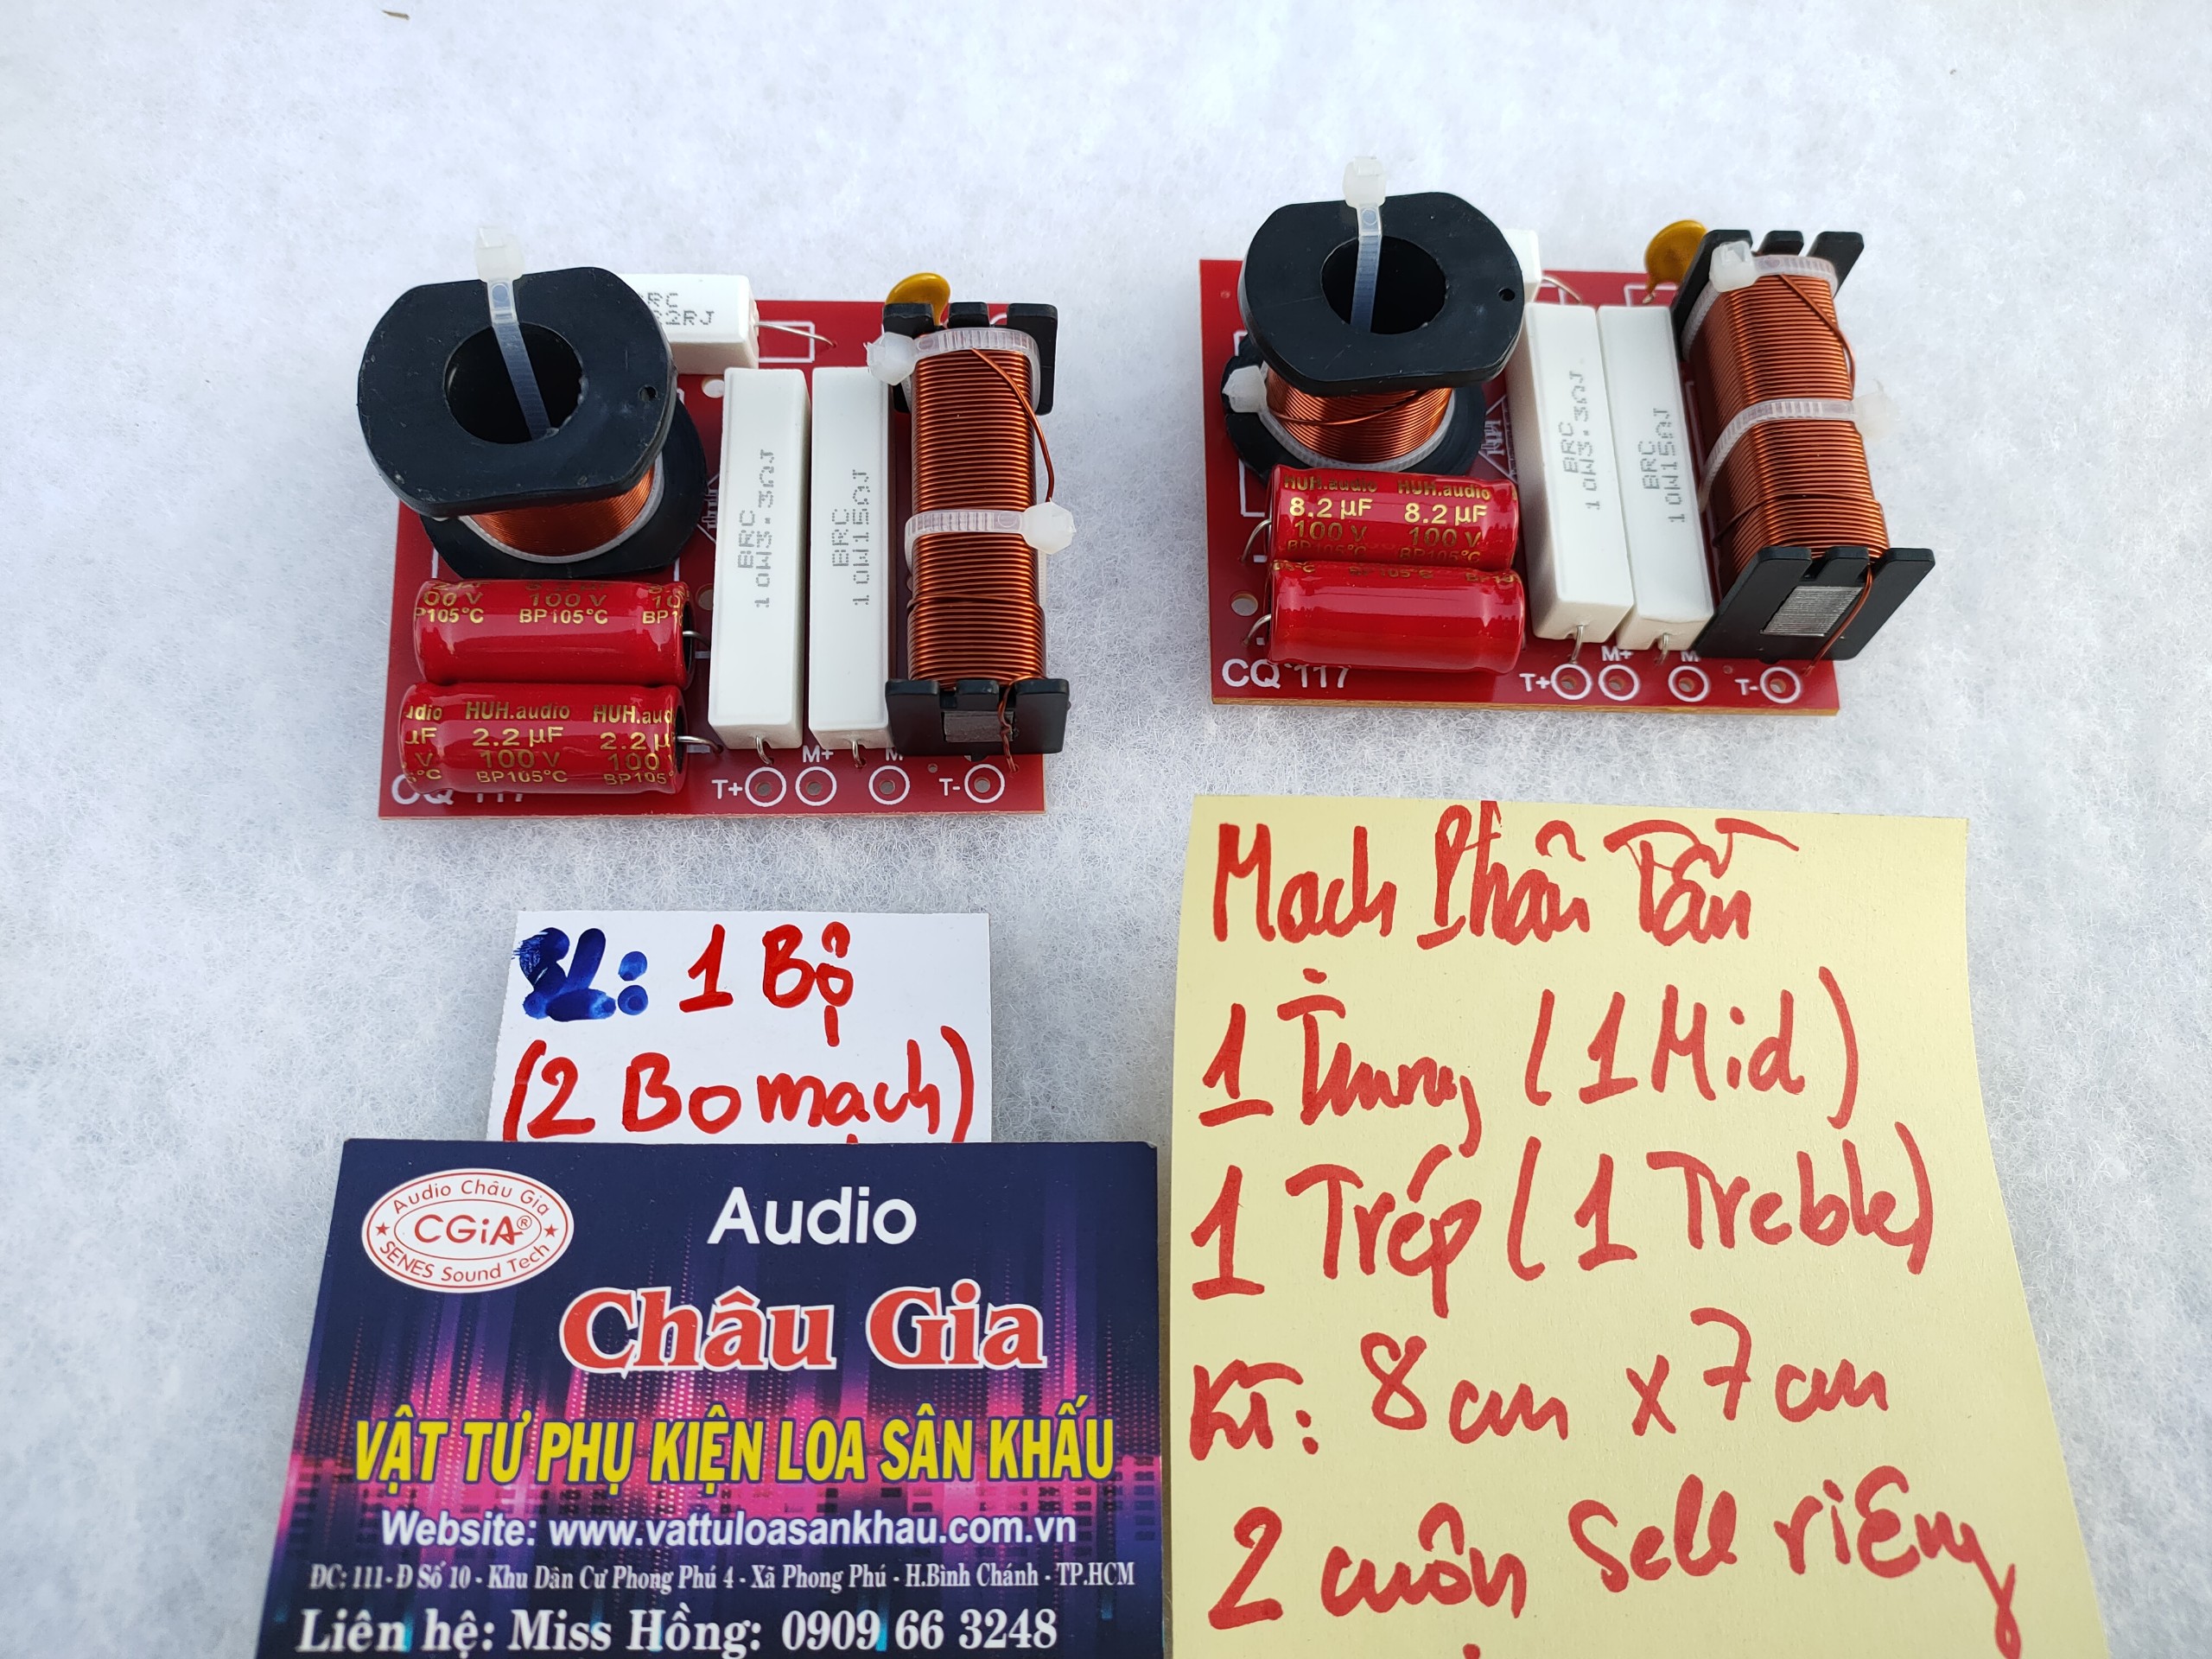 RC
R2RJ
BRC
10W3.3ΩJ
BRC
10W15ΩJ
100V
BP105°C
HUH.audio HUH.audio
2.2 µF 2.2 µF
100 V 100 V
BP105°C BP105°C
CQ 117
T+ M+ M T-
BRC
10W3.3ΩJ
BRC
10W15ΩJ
HUH.audio HUH.audio
8.2 µF 8.2 µF
100 V 100 V
BP105°C BP105°C
CQ 117
T+ M+ M T-
SL: 1 Bộ
(2 Bo mạch)
Audio Châu Gia
CGiA®
SENES Sound Tech
Audio
Châu Gia
VẬT TƯ PHỤ KIỆN LOA SÂN KHẤU
Website: www.vattuloasankhau.com.vn
ĐC: 111-Đ Số 10 - Khu Dân Cư Phong Phú 4 - Xã Phong Phú - H.Bình Chánh - TP.HCM
Liên hệ: Miss Hồng: 0909 66 3248
Mạch Phân Tần
1 Trung (1 Mid)
1 Trép (1 Treble)
KT: 8cm x 7cm
2 cuôn Sell riêng